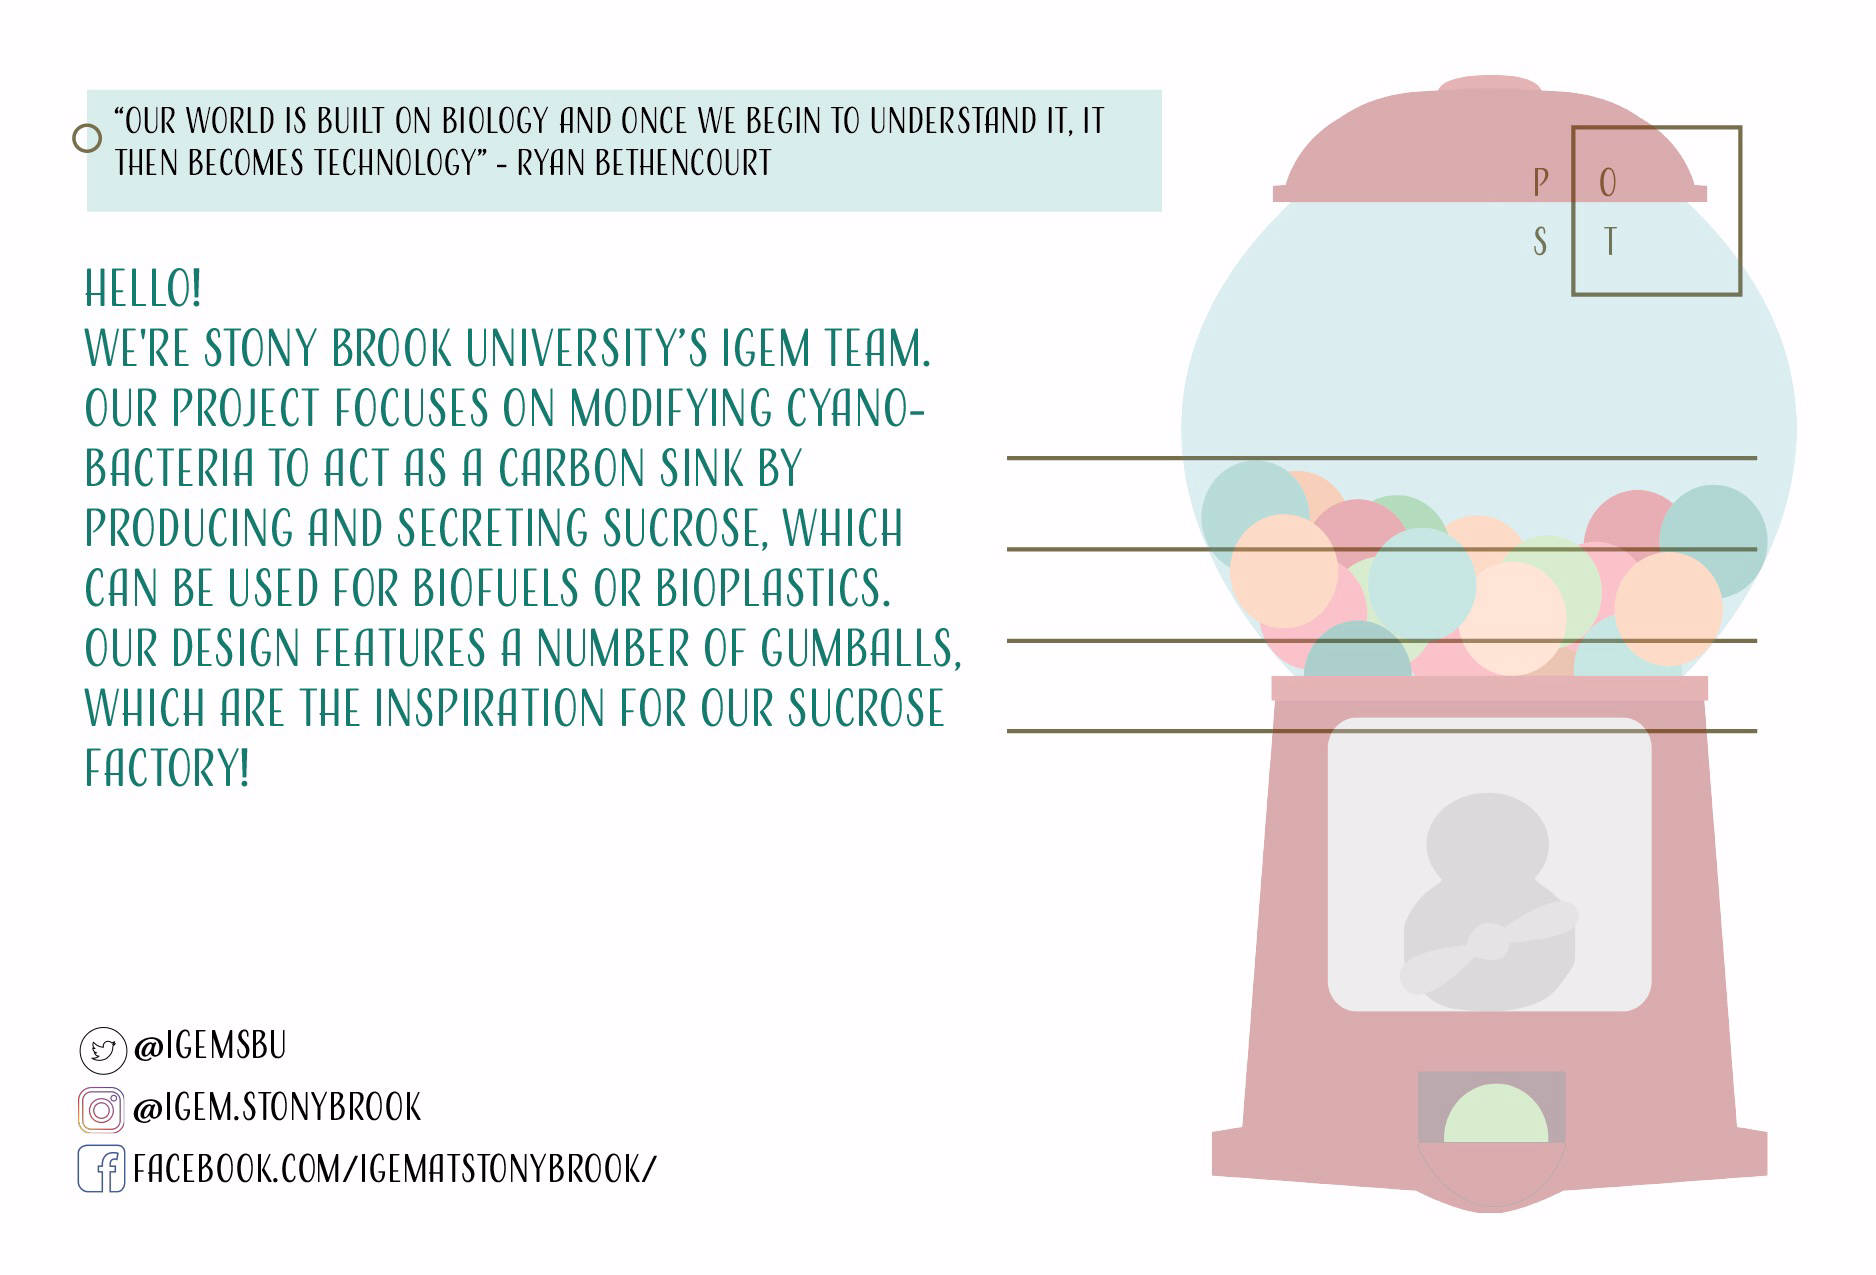 “OUR WORLD IS BUILT ON BIOLOGY AND ONCE WE BEGIN TO UNDERSTAND IT, IT
THEN BECOMES TECHNOLOGY” - RYAN BETHENCOURT
P O
S T
HELLO!
WE'RE STONY BROOK UNIVERSITY’S IGEM TEAM.
OUR PROJECT FOCUSES ON MODIFYING CYANO-
BACTERIA TO ACT AS A CARBON SINK BY
PRODUCING AND SECRETING SUCROSE, WHICH
CAN BE USED FOR BIOFUELS OR BIOPLASTICS.
OUR DESIGN FEATURES A NUMBER OF GUMBALLS,
WHICH ARE THE INSPIRATION FOR OUR SUCROSE
FACTORY!
@IGEMSBU
@IGEM.STONYBROOK
FACEBOOK.COM/IGEMATSTONYBROOK/